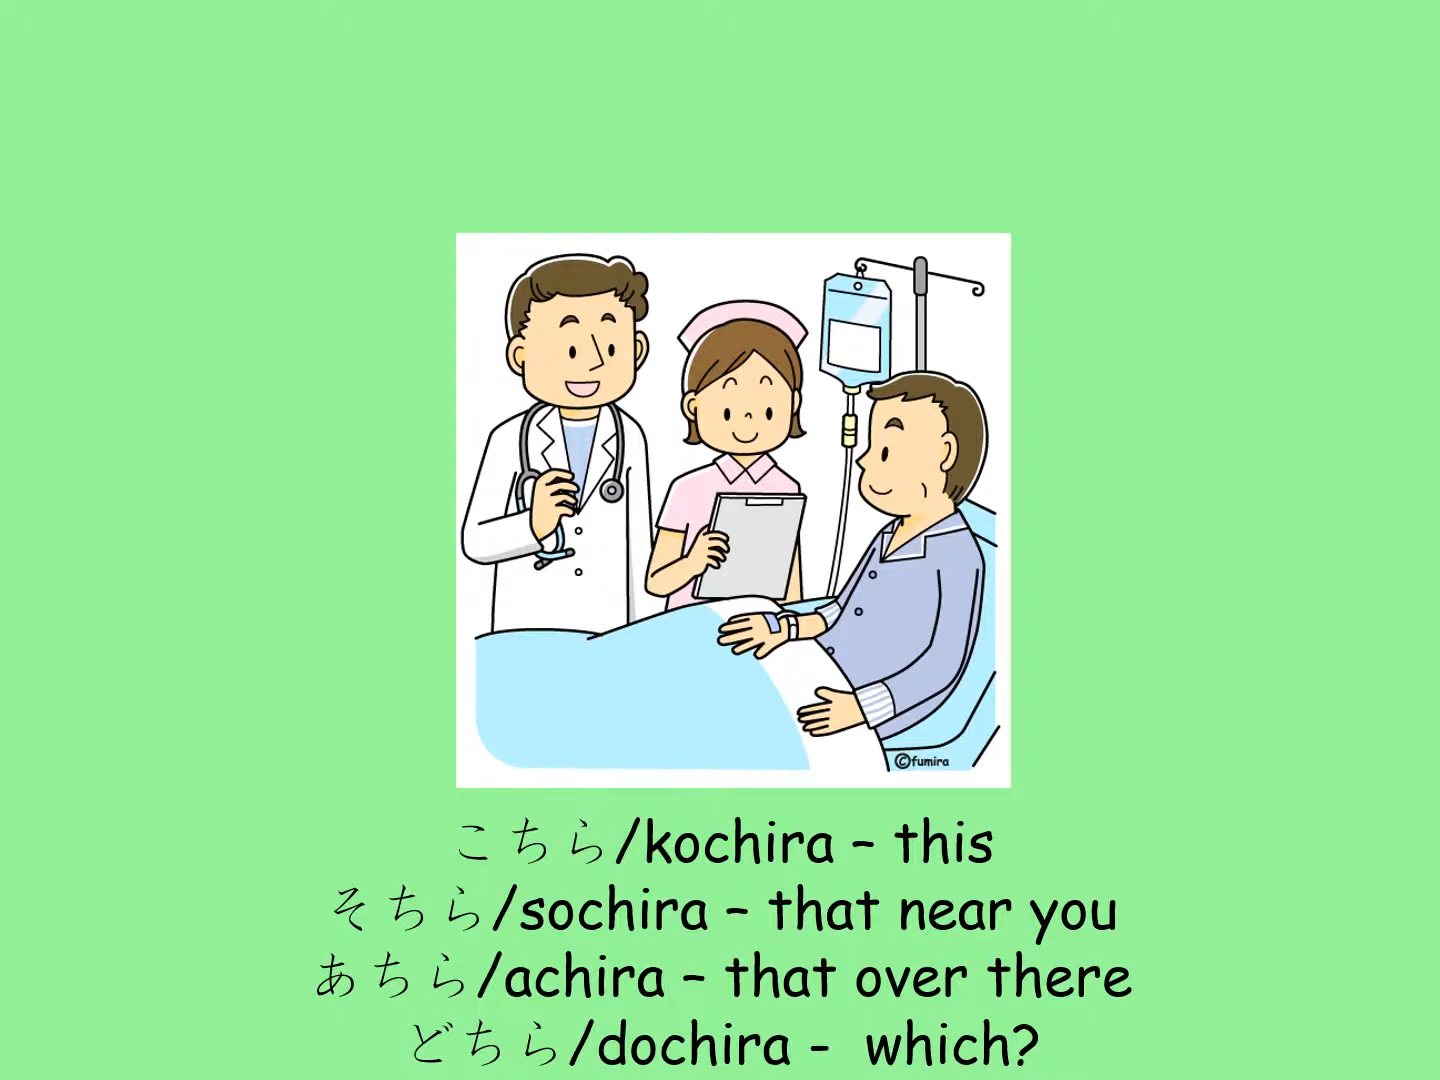 ©fumira
こちら/kochira – this
そちら/sochira – that near you
あちら/achira – that over there
どちら/dochira -  which?